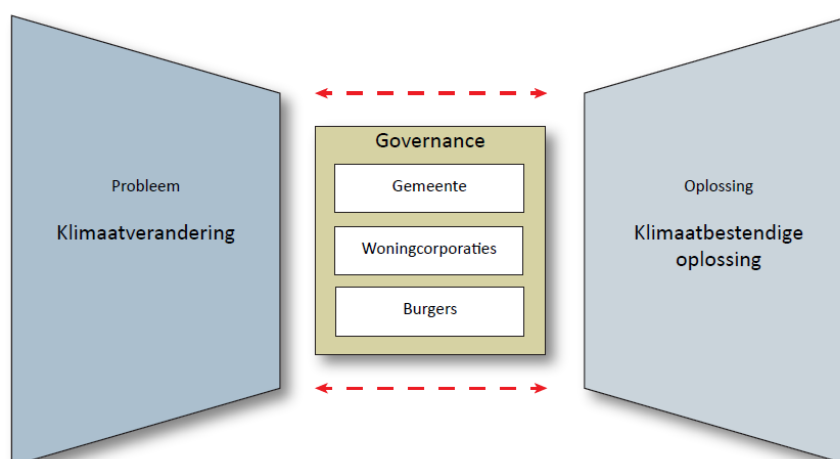 Probleem
Klimaatverandering
Governance
Gemeente
Woningcorporaties
Burgers
Oplossing
Klimaatbestendige
oplossing